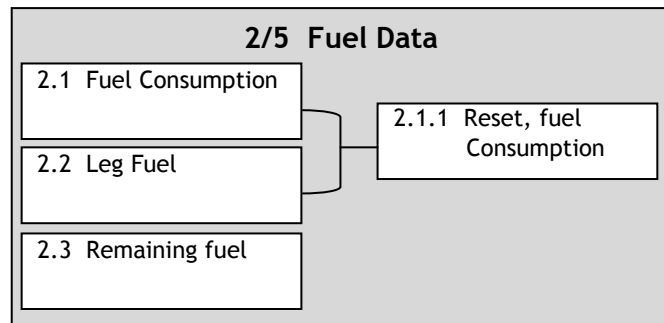 2/5 Fuel Data
2.1 Fuel Consumption
2.1.1 Reset, fuel
Consumption
2.2 Leg Fuel
2.3 Remaining fuel